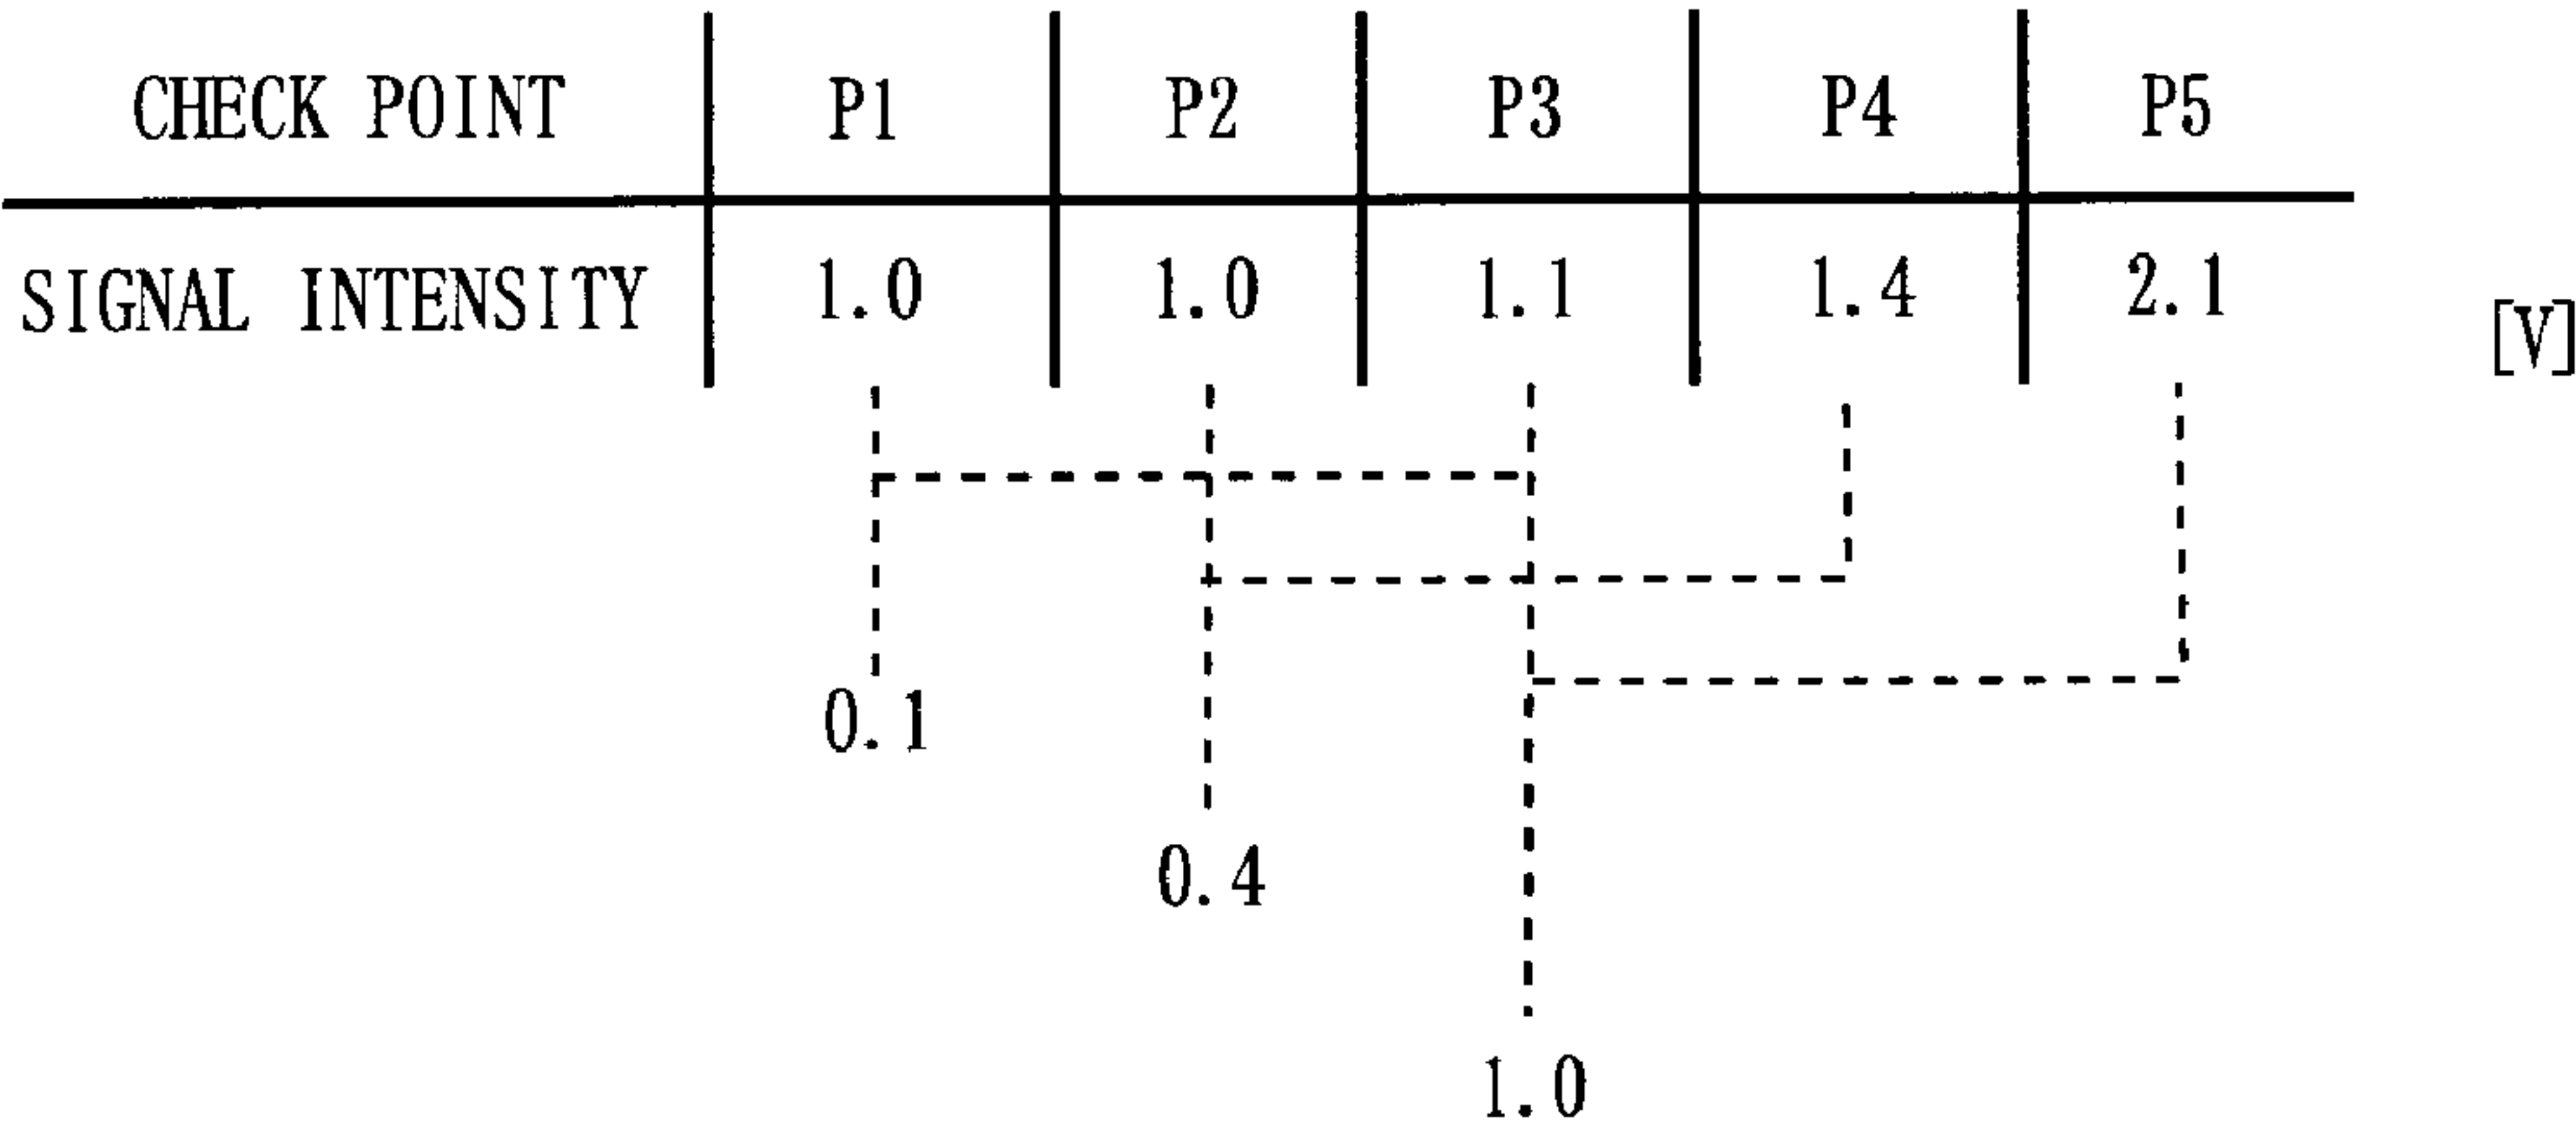 CHECK POINT P1 P2 P3 P4 P5
SIGNAL INTENSITY 1.0 1.0 1.1 1.4 2.1 [V]
0.1
0.4
1.0